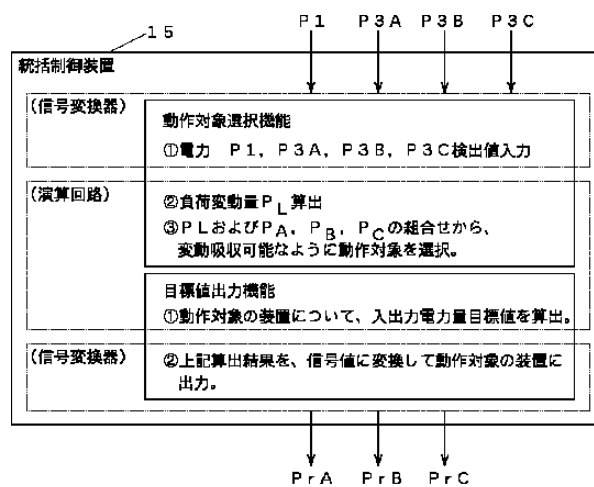 15
P1 P3A P3B P3C
統括制御装置
(信号変換器)
動作対象選択機能
①電力 P1, P3A, P3B, P3C検出値入力
(演算回路)
②負荷変動量PL算出
③PLおよびPA, PB, PCの組合せから、
変動吸収可能なように動作対象を選択。
目標値出力機能
①動作対象の装置について、入出力電力量目標値を算出。
(信号変換器)
②上記算出結果を、信号値に変換して動作対象の装置に
出力。
PrA PrB PrC